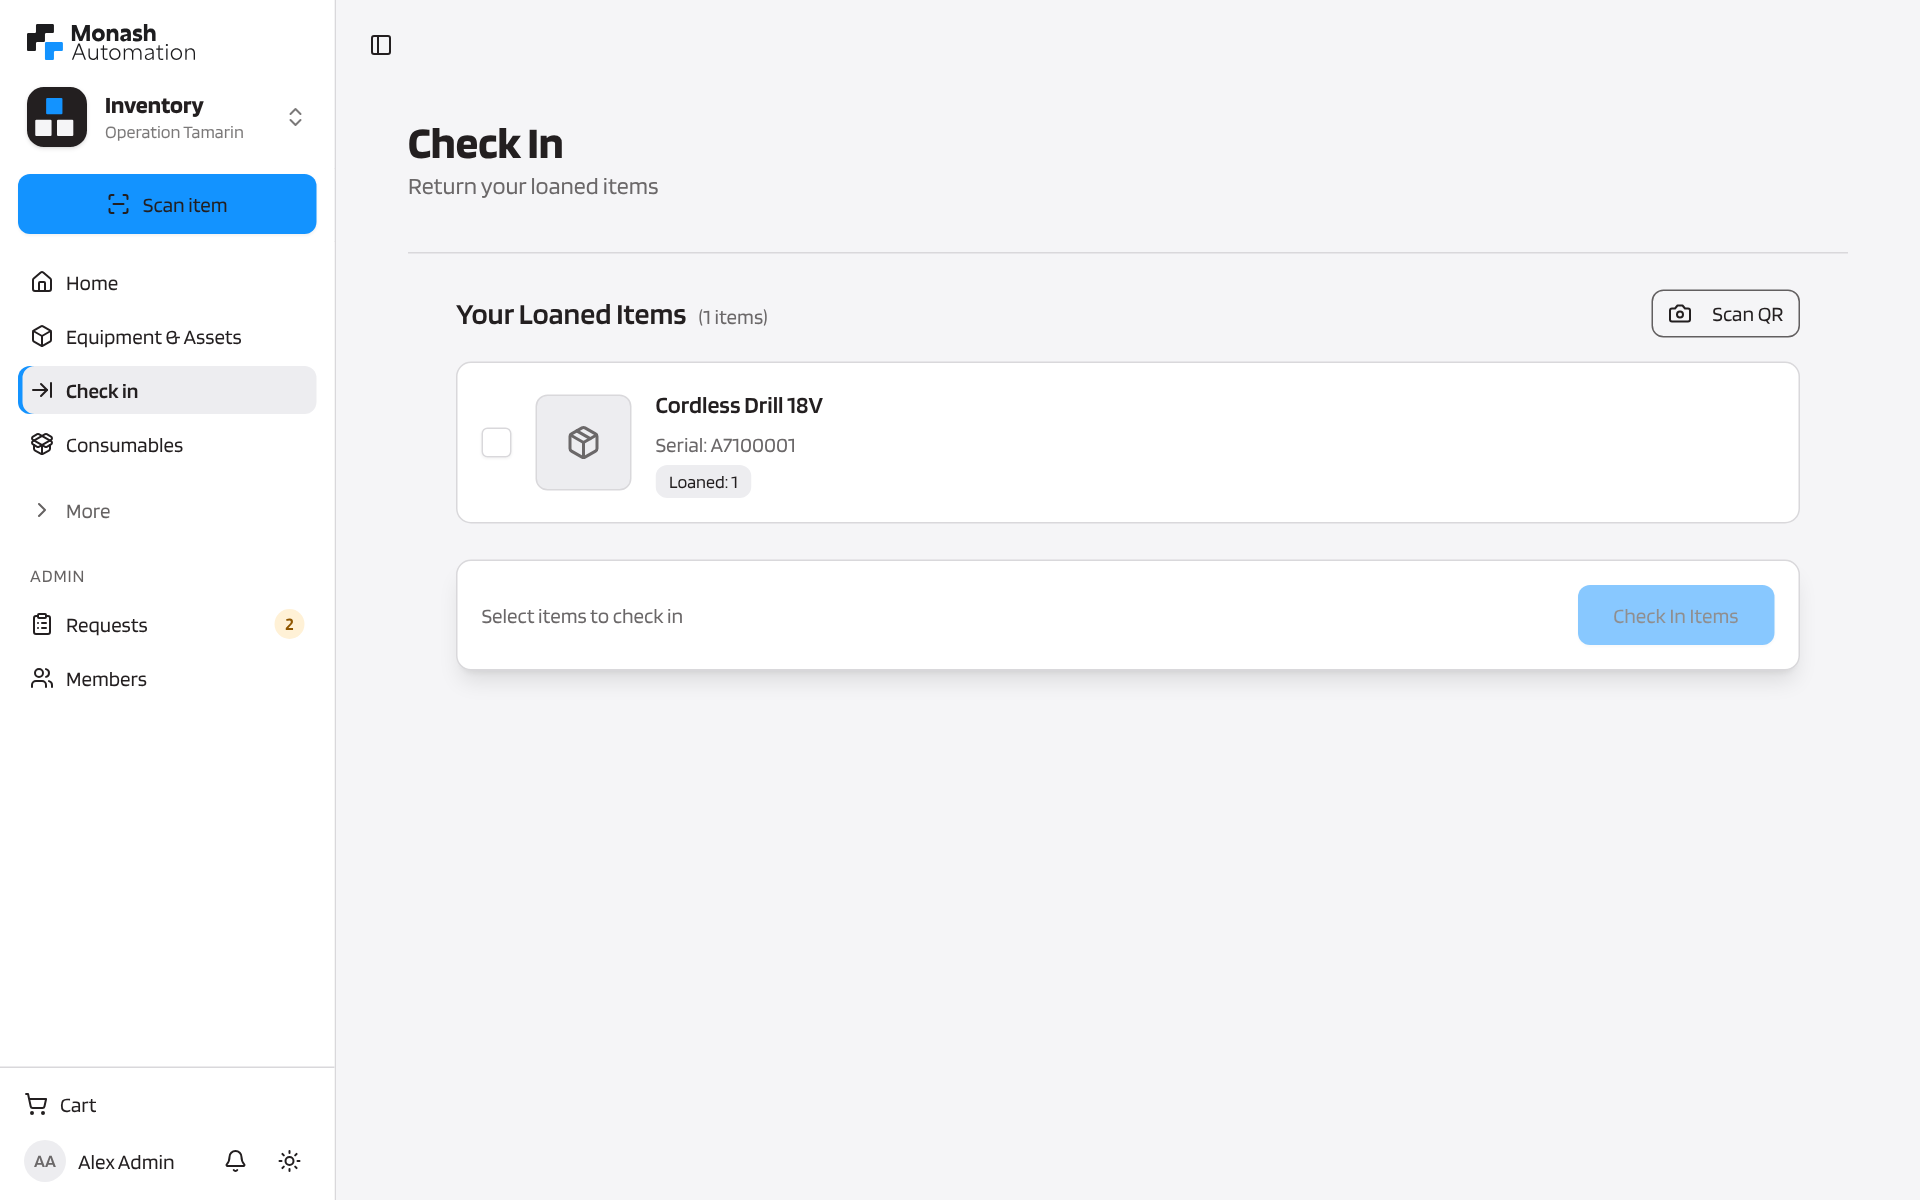 Monash
Automation
Inventory
Operation Tamarin
Scan item
Home
Equipment & Assets
Check in
Consumables
More
ADMIN
Requests 2
Members
Cart
AA Alex Admin
Check In
Return your loaned items
Your Loaned Items (1 items)
Scan QR
Cordless Drill 18V
Serial: A7100001
Loaned: 1
Select items to check in
Check In Items